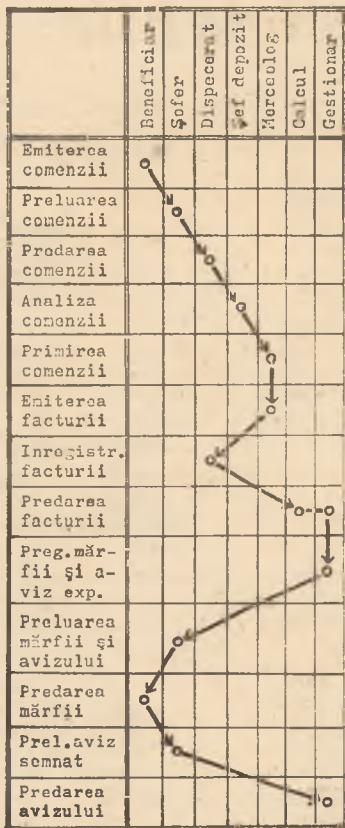 Beneficiar
Şofer
Dispecerat
Şef depozit
Merceolog
Calcul
Gestionar
Emiterea
comenzii
Preluarea
comenzii
Predarea
comenzii
Analiza
comenzii
Primirea
comenzii
Emiterea
facturii
Inregistr.
facturii
Predarea
facturii
Preg.măr-
fii şi a-
viz exp.
Preluarea
mărfii şi
avizului
Predarea
mărfii
Prel.aviz
semnat
Predarea
avizului